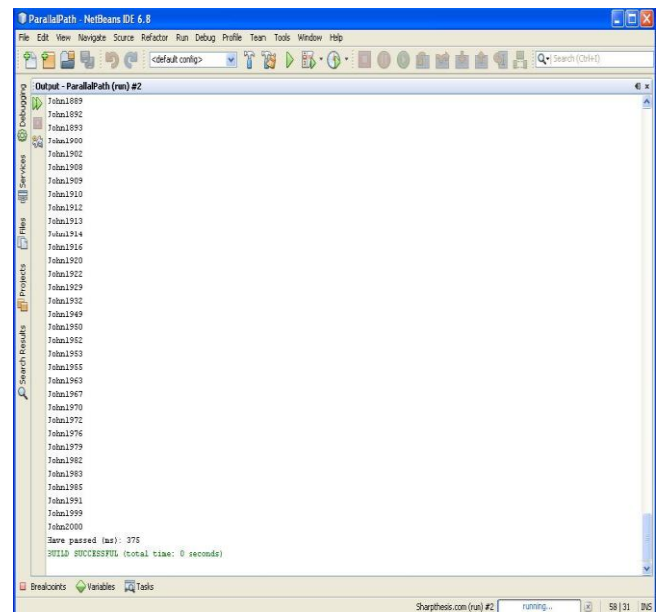 ParallalPath - NetBeans IDE 6.8
File Edit View Navigate Source Refactor Run Debug Profile Team Tools Window Help
<default config>
Search (Ctrl+I)
Output - ParallalPath (run) #2
Debugging
Services
Files
Projects
Search Results
John1889
John1892
John1893
John1900
John1902
John1908
John1909
John1910
John1912
John1913
John1914
John1916
John1920
John1922
John1929
John1932
John1949
John1950
John1952
John1953
John1955
John1963
John1967
John1970
John1972
John1976
John1979
John1982
John1983
John1985
John1991
John1999
John2000
Have passed (ms): 375
BUILD SUCCESSFUL (total time: 0 seconds)
Breakpoints Variables Tasks
Sharpthesis.com (run) #2 running... 58|31 INS